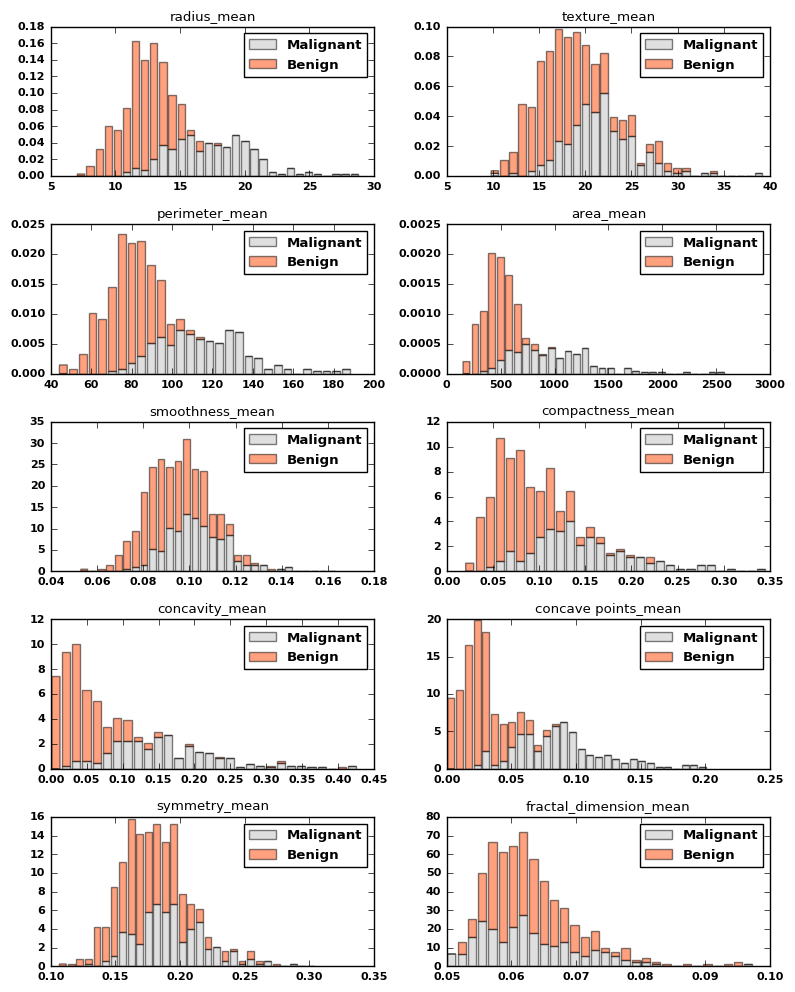 radius_mean
0.18
0.16
0.14
0.12
0.10
0.08
0.06
0.04
0.02
0.00
5 10 15 20 25 30
Malignant
Benign
texture_mean
0.10
0.08
0.06
0.04
0.02
0.00
5 10 15 20 25 30 35 40
Malignant
Benign
perimeter_mean
0.025
0.020
0.015
0.010
0.005
0.000
40 60 80 100 120 140 160 180 200
Malignant
Benign
area_mean
0.0025
0.0020
0.0015
0.0010
0.0005
0.0000
0 500 1000 1500 2000 2500 3000
Malignant
Benign
smoothness_mean
35
30
25
20
15
10
5
0
0.04 0.06 0.08 0.10 0.12 0.14 0.16 0.18
Malignant
Benign
compactness_mean
12
10
8
6
4
2
0
0.00 0.05 0.10 0.15 0.20 0.25 0.30 0.35
Malignant
Benign
concavity_mean
12
10
8
6
4
2
0
0.00 0.05 0.10 0.15 0.20 0.25 0.30 0.35 0.40 0.45
Malignant
Benign
concave points_mean
20
15
10
5
0
0.00 0.05 0.10 0.15 0.20 0.25
Malignant
Benign
symmetry_mean
16
14
12
10
8
6
4
2
0
0.10 0.15 0.20 0.25 0.30 0.35
Malignant
Benign
fractal_dimension_mean
80
70
60
50
40
30
20
10
0
0.05 0.06 0.07 0.08 0.09 0.10
Malignant
Benign